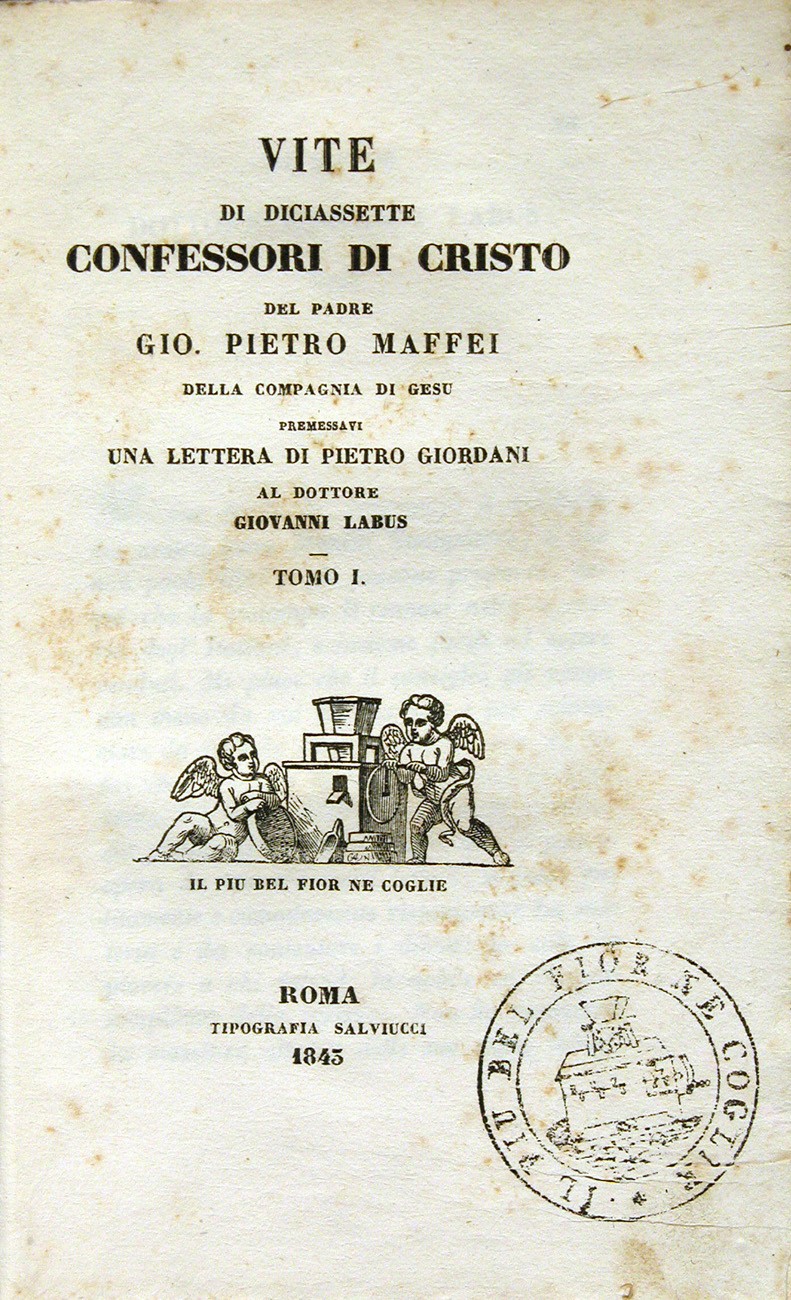 VITE
DI DICIASSETTE
CONFESSORI DI CRISTO
DEL PADRE
GIO. PIETRO MAFFEI
DELLA COMPAGNIA DI GESU
PREMESSAVI
UNA LETTERA DI PIETRO GIORDANI
AL DOTTORE
GIOVANNI LABUS
TOMO I.
IL PIU BEL FIOR NE COGLIE
ROMA
TIPOGRAFIA SALVIUCCI
1843
IL PIU BEL FIOR NE COGLIE